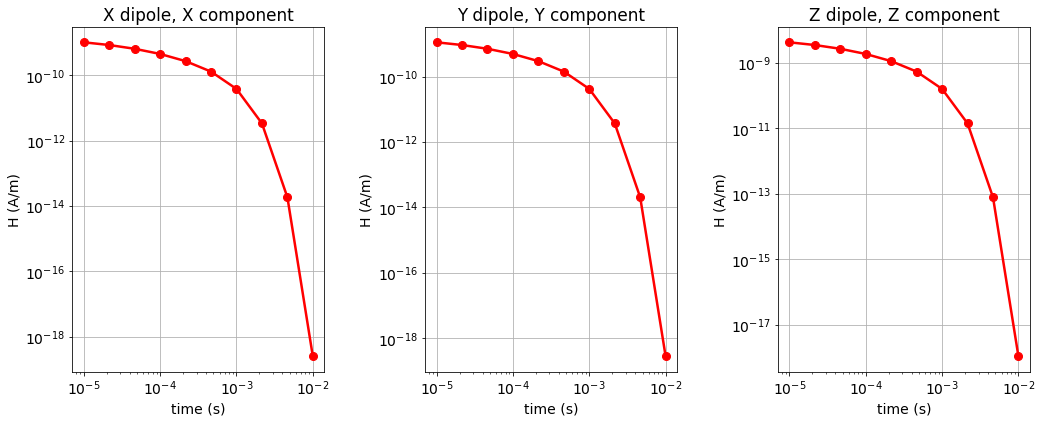 X dipole, X component
H (A/m)
10⁻¹⁰
10⁻¹²
10⁻¹⁴
10⁻¹⁶
10⁻¹⁸
10⁻⁵ 10⁻⁴ 10⁻³ 10⁻²
time (s)
Y dipole, Y component
H (A/m)
10⁻¹⁰
10⁻¹²
10⁻¹⁴
10⁻¹⁶
10⁻¹⁸
10⁻⁵ 10⁻⁴ 10⁻³ 10⁻²
time (s)
Z dipole, Z component
H (A/m)
10⁻⁹
10⁻¹¹
10⁻¹³
10⁻¹⁵
10⁻¹⁷
10⁻⁵ 10⁻⁴ 10⁻³ 10⁻²
time (s)